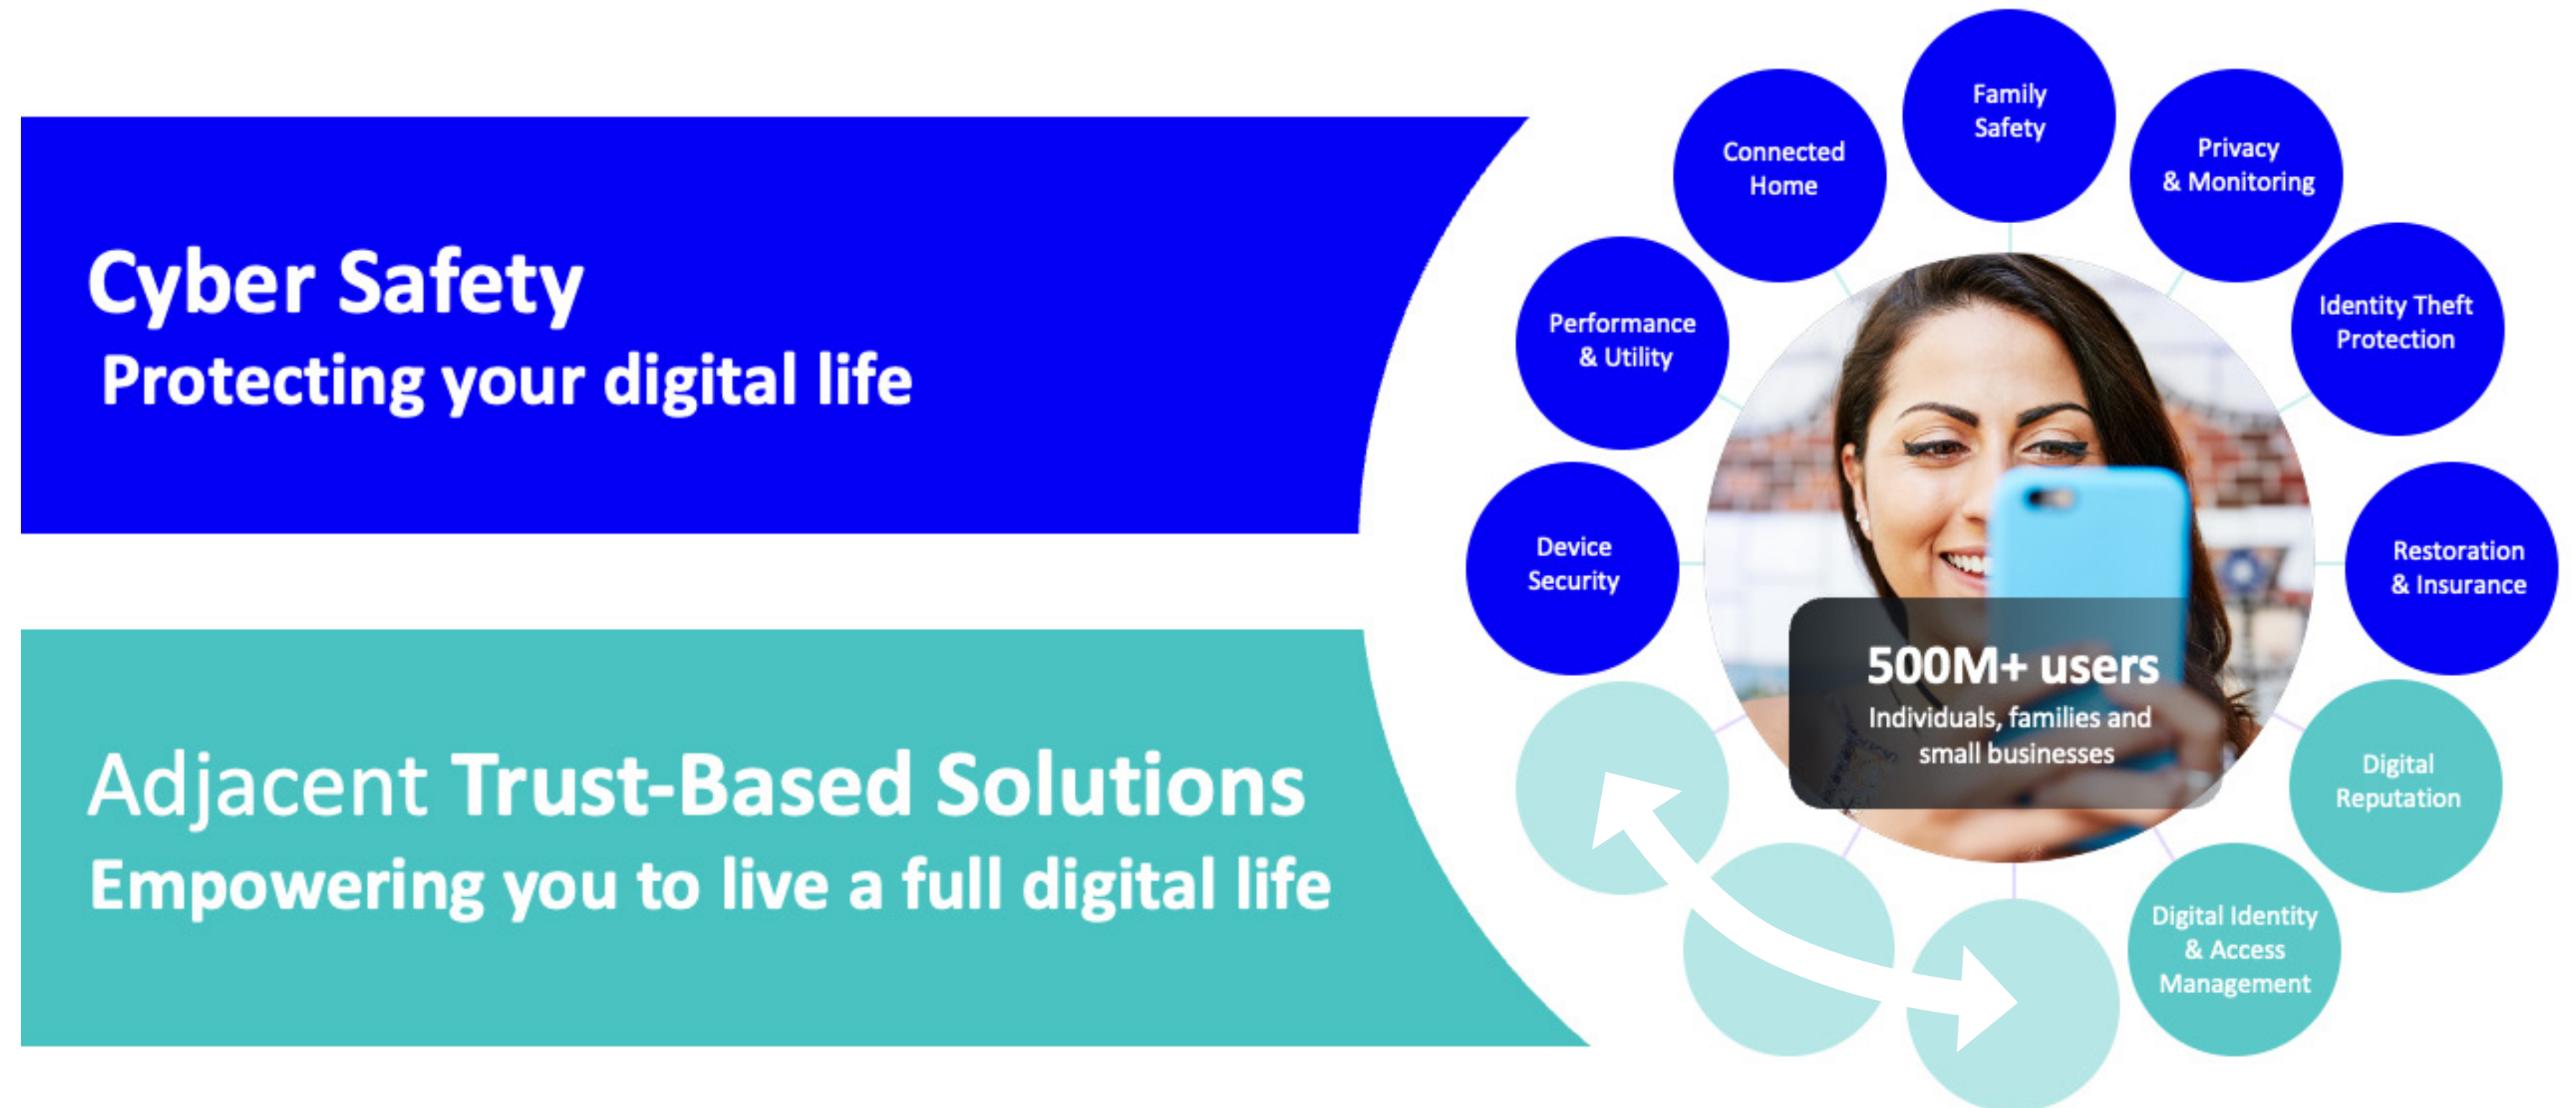 Cyber Safety
Protecting your digital life
Adjacent Trust-Based Solutions
Empowering you to live a full digital life
Family
Safety
Connected
Home
Privacy
& Monitoring
Performance
& Utility
Identity Theft
Protection
Device
Security
Restoration
& Insurance
500M+ users
Individuals, families and
small businesses
Digital
Reputation
Digital Identity
& Access
Management